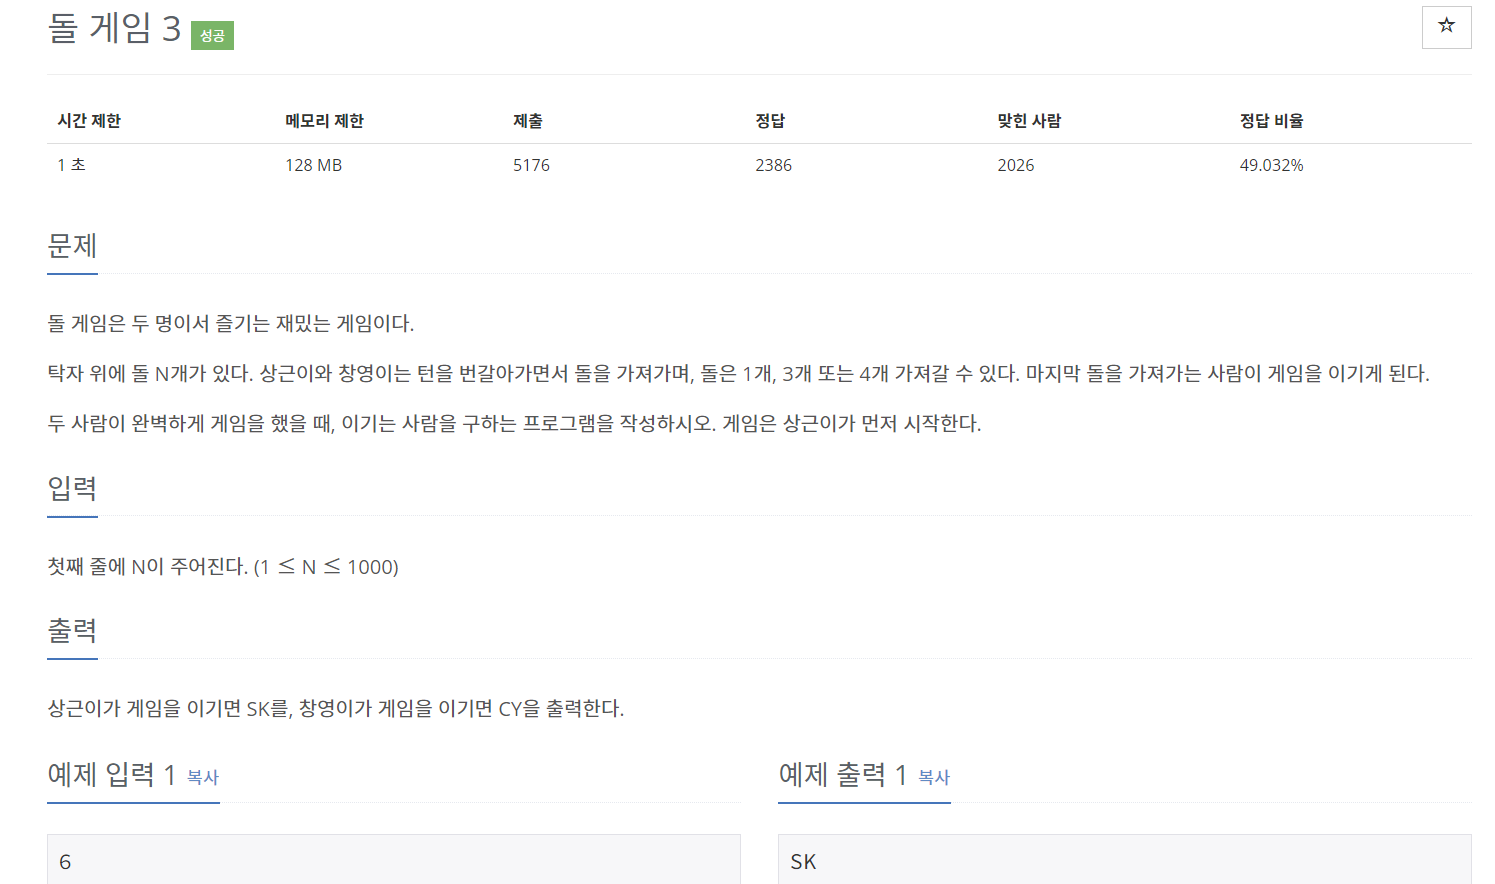 돌 게임 3 성공
☆
시간 제한 메모리 제한 제출 정답 맞힌 사람 정답 비율
1 초 128 MB 5176 2386 2026 49.032%
문제
돌 게임은 두 명이서 즐기는 재밌는 게임이다.
탁자 위에 돌 N개가 있다. 상근이와 창영이는 턴을 번갈아가면서 돌을 가져가며, 돌은 1개, 3개 또는 4개 가져갈 수 있다. 마지막 돌을 가져가는 사람이 게임을 이기게 된다.
두 사람이 완벽하게 게임을 했을 때, 이기는 사람을 구하는 프로그램을 작성하시오. 게임은 상근이가 먼저 시작한다.
입력
첫째 줄에 N이 주어진다. (1 ≤ N ≤ 1000)
출력
상근이가 게임을 이기면 SK를, 창영이가 게임을 이기면 CY을 출력한다.
예제 입력 1 복사
예제 출력 1 복사
6
SK